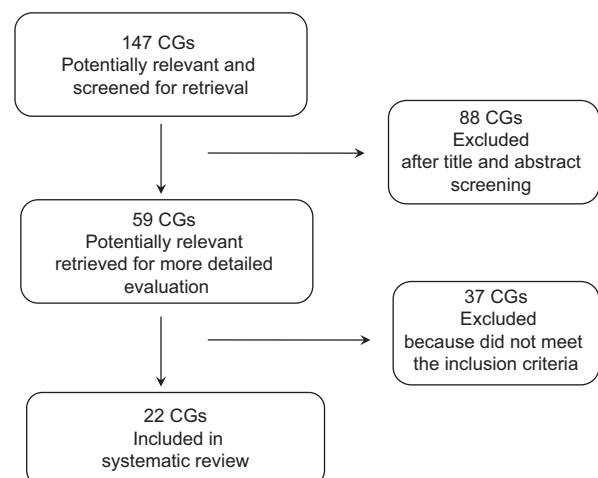 147 CGs
Potentially relevant and
screened for retrieval
88 CGs
Excluded
after title and abstract
screening
59 CGs
Potentially relevant
retrieved for more detailed
evaluation
37 CGs
Excluded
because did not meet
the inclusion criteria
22 CGs
Included in
systematic review